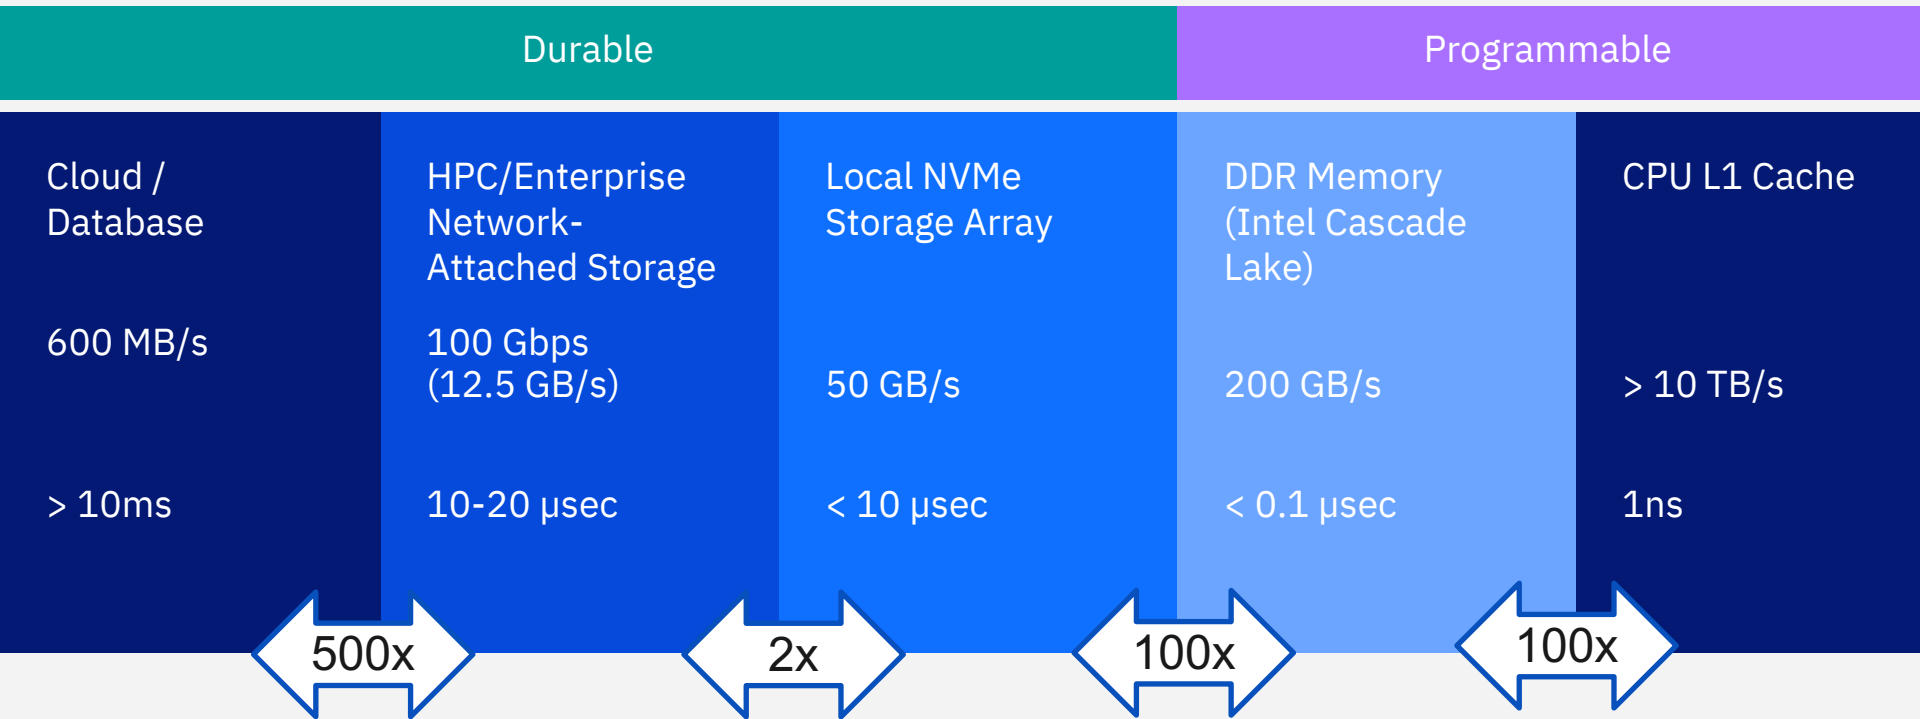 Durable
Programmable
Cloud /
Database
600 MB/s
> 10ms
HPC/Enterprise
Network-
Attached Storage
100 Gbps
(12.5 GB/s)
10-20 µsec
Local NVMe
Storage Array
50 GB/s
< 10 µsec
DDR Memory
(Intel Cascade
Lake)
200 GB/s
< 0.1 µsec
CPU L1 Cache
> 10 TB/s
1ns
500x
2x
100x
100x